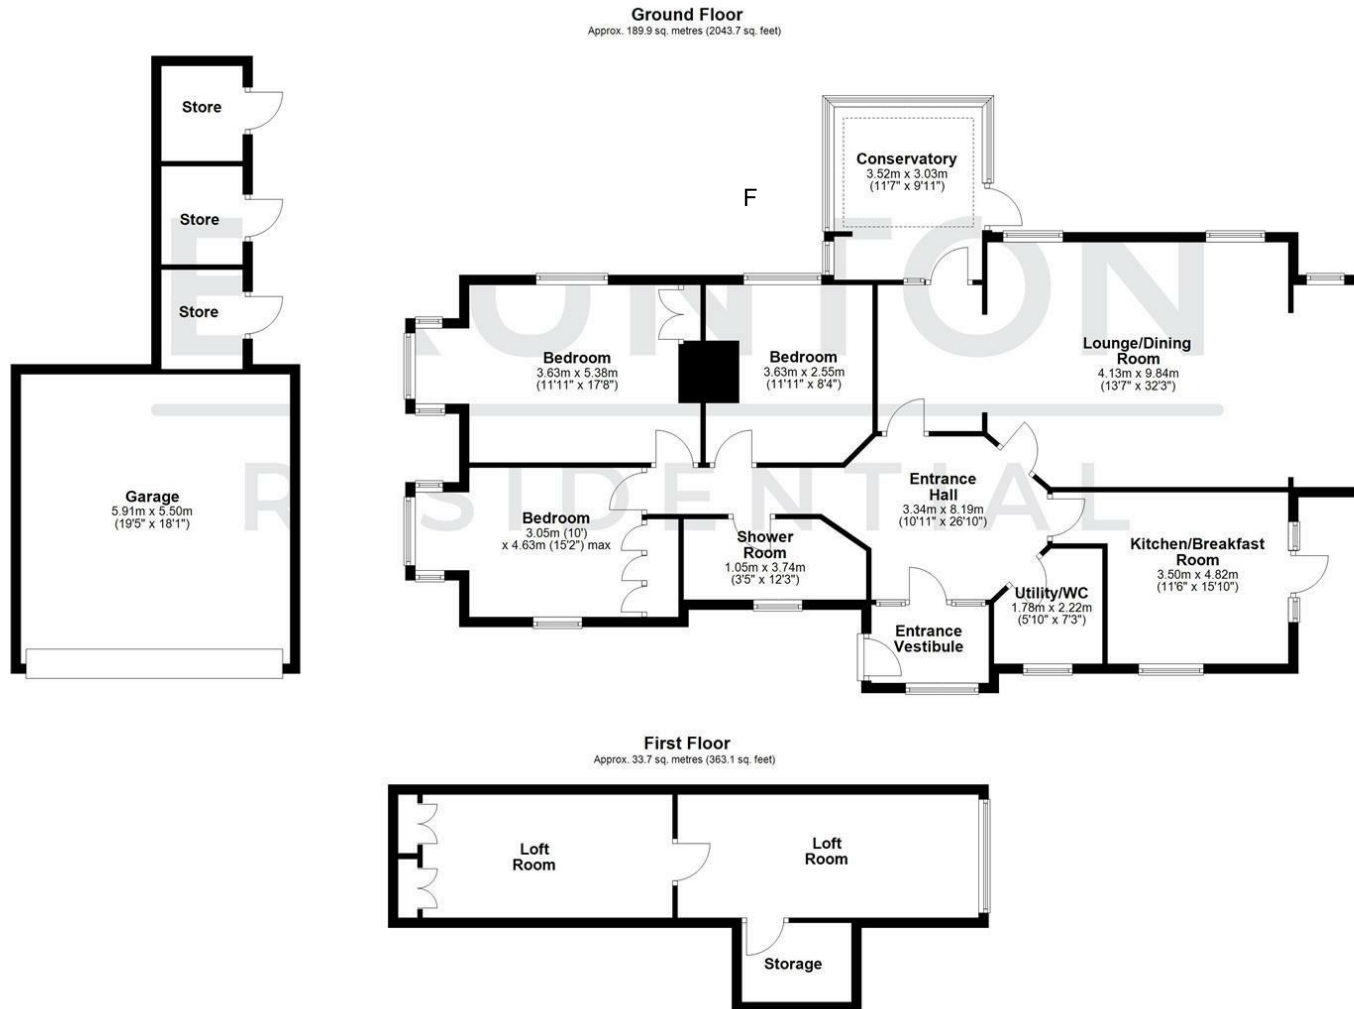 Ground Floor
Approx. 189.9 sq. metres (2043.7 sq. feet)
Store
Store
Store
Garage
5.91m x 5.50m
(19'5" x 18'1")
Conservatory
3.52m x 3.03m
(11'7" x 9'11")
F
Bedroom
3.63m x 5.38m
(11'11" x 17'8")
Bedroom
3.63m x 2.55m
(11'11" x 8'4")
Lounge/Dining
Room
4.13m x 9.84m
(13'7" x 32'3")
Bedroom
3.05m (10')
x 4.63m (15'2") max
Shower
Room
1.05m x 3.74m
(3'5" x 12'3")
Entrance
Hall
3.34m x 8.19m
(10'11" x 26'10")
Kitchen/Breakfast
Room
3.50m x 4.82m
(11'6" x 15'10")
Utility/WC
1.78m x 2.22m
(5'10" x 7'3")
Entrance
Vestibule
RESIDENTIAL
First Floor
Approx. 33.7 sq. metres (363.1 sq. feet)
Loft
Room
Loft
Room
Storage